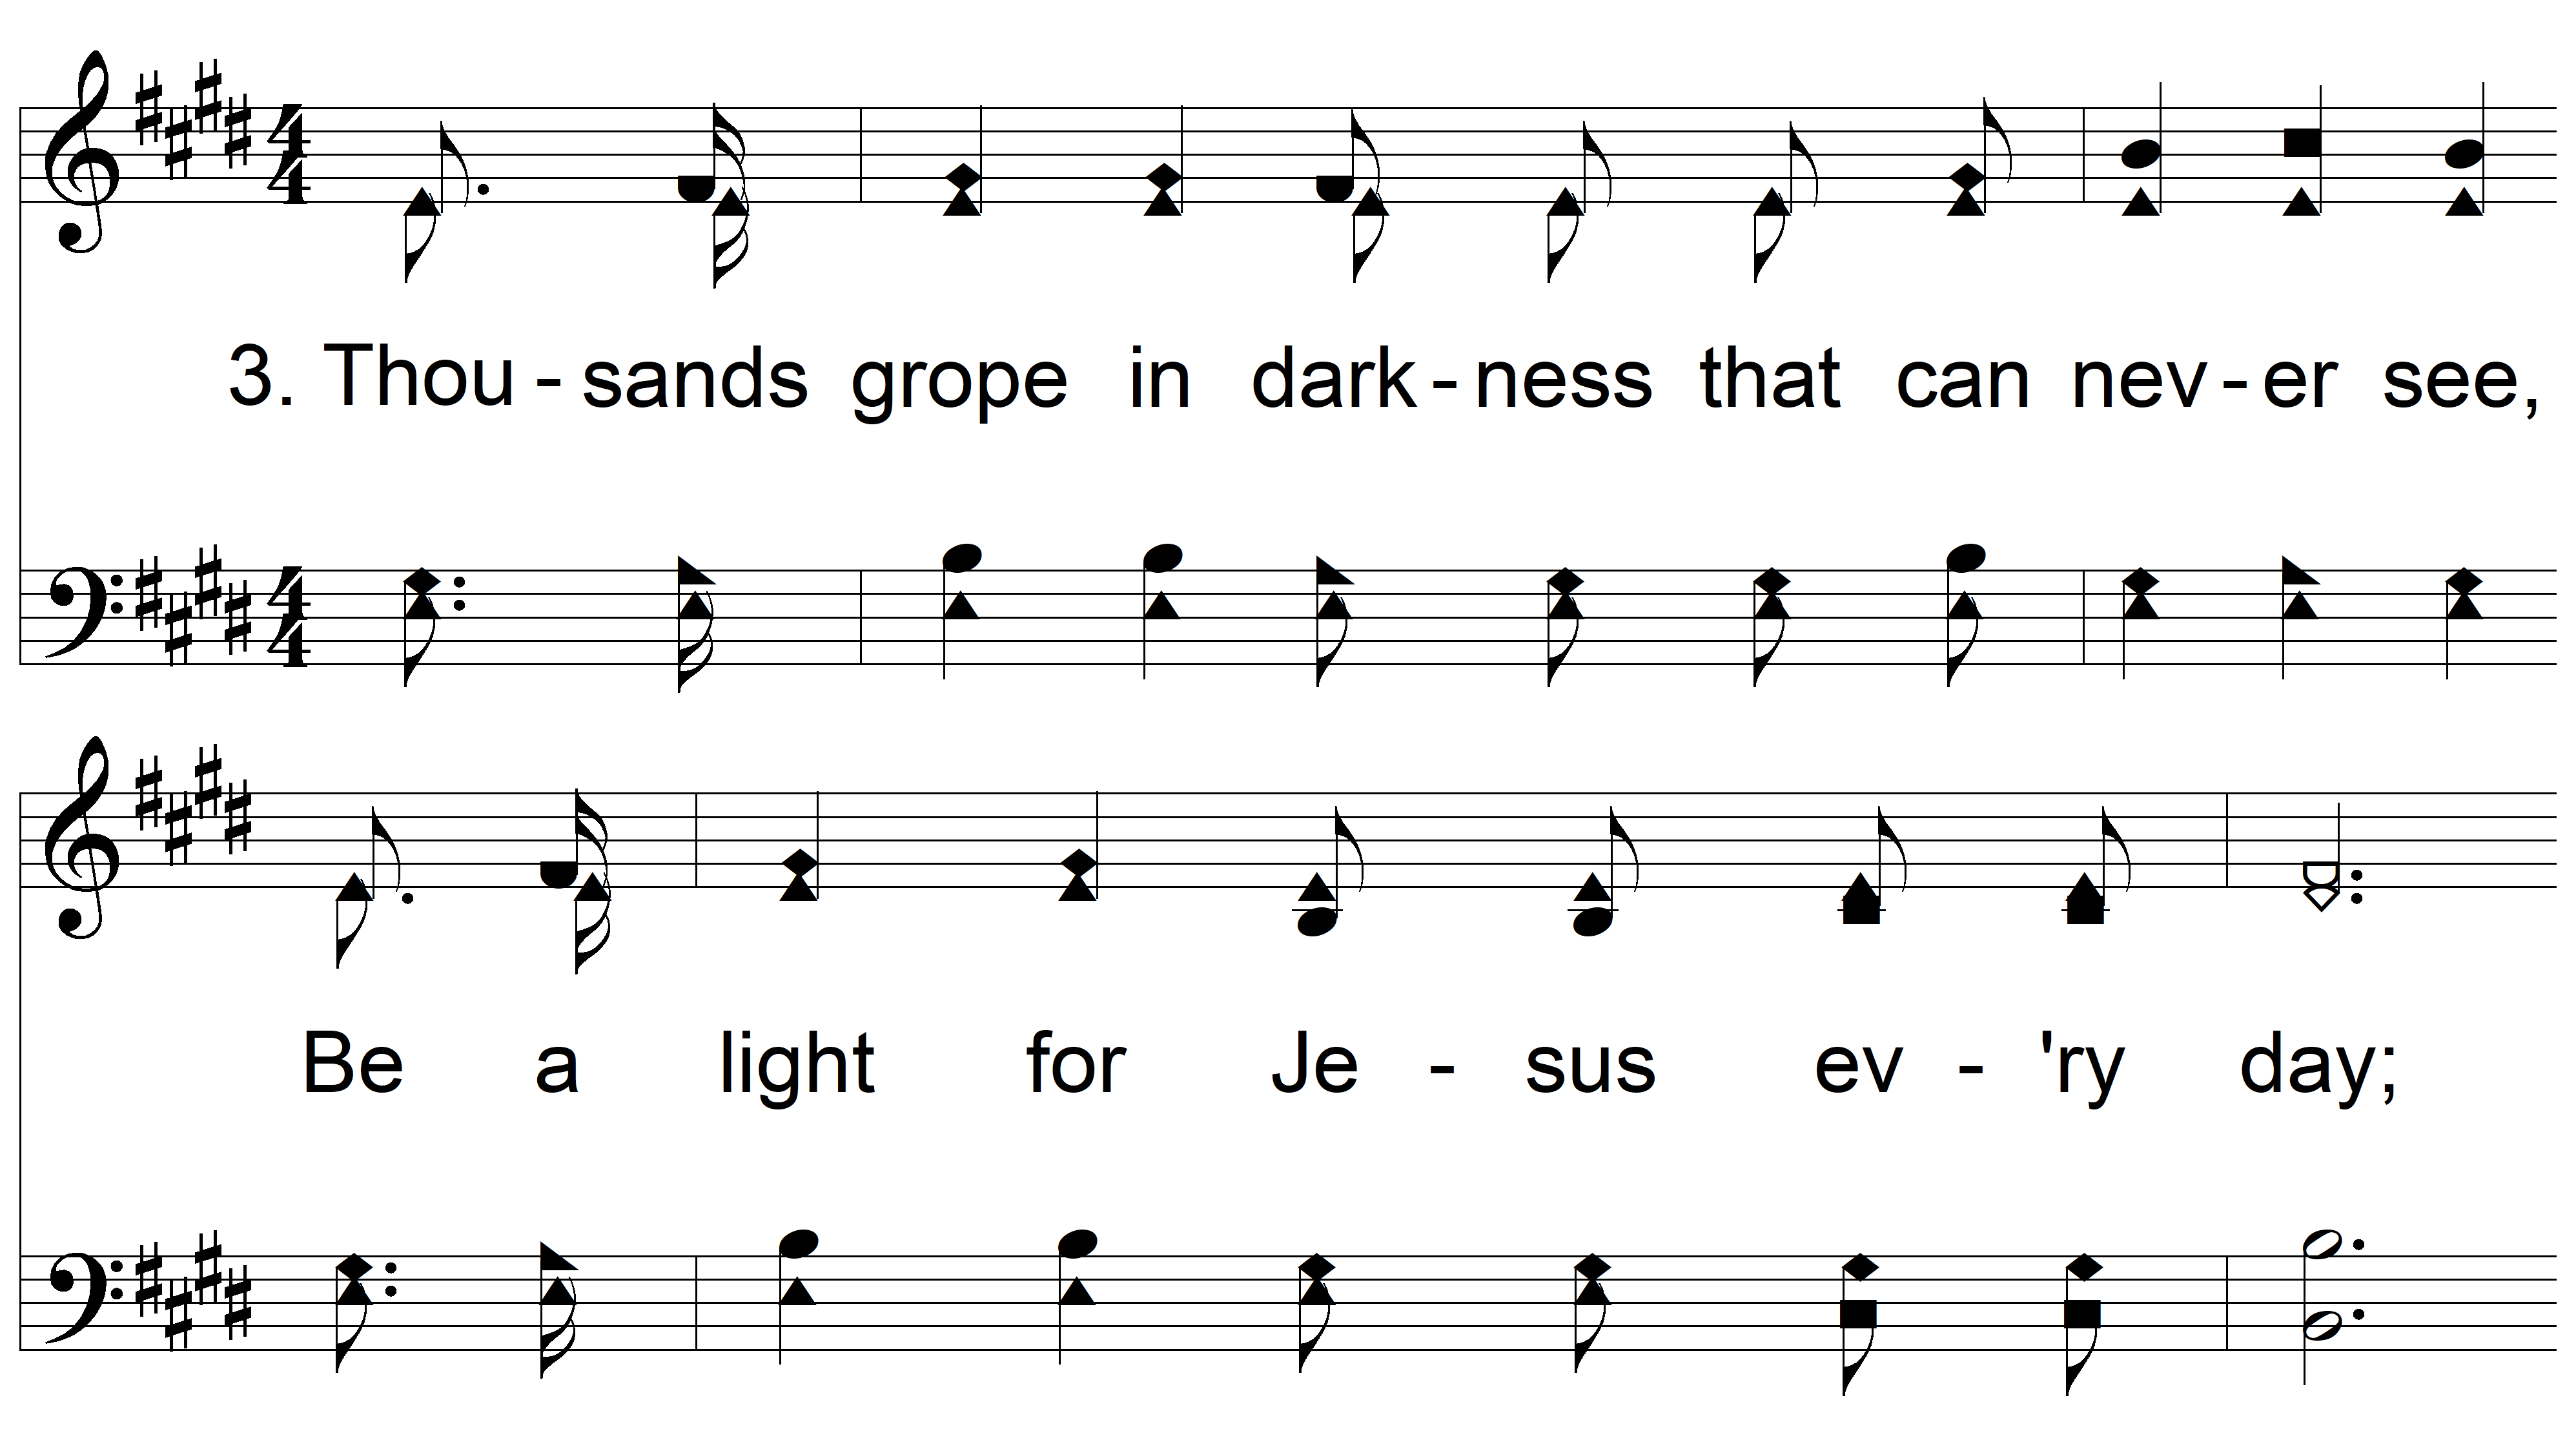 3. Thou - sands grope in dark - ness that can nev - er see,
Be a light for Je - sus ev - 'ry day;